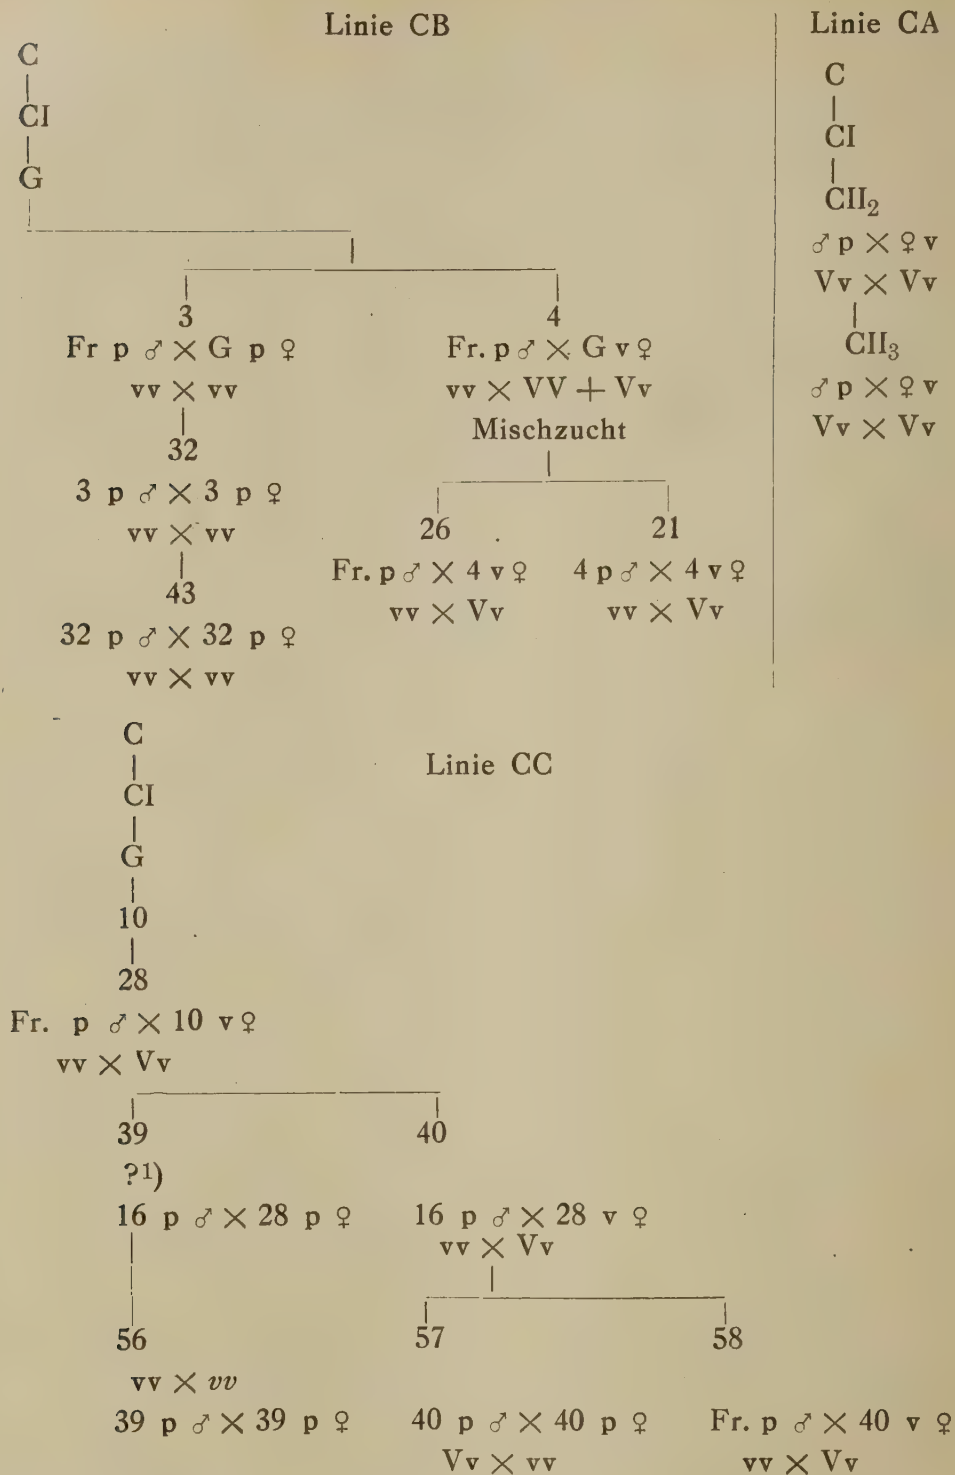 Linie CB
C
CI
G
3
Fr p ♂ × G p ♀
vv × vv
32
3 p ♂ × 3 p ♀
vv × vv
43
32 p ♂ × 32 p ♀
vv × vv
4
Fr. p ♂ × G v ♀
vv × VV + Vv
Mischzucht
26
Fr. p ♂ × 4 v ♀
vv × Vv
21
4 p ♂ × 4 v ♀
vv × Vv
Linie CA
C
CI
CII₂
♂ p × ♀ v
Vv × Vv
CII₃
♂ p × ♀ v
Vv × Vv
Linie CC
C
CI
G
10
28
Fr. p ♂ × 10 v ♀
vv × Vv
39
?¹)
16 p ♂ × 28 p ♀
56
vv × vv
39 p ♂ × 39 p ♀
40
16 p ♂ × 28 v ♀
vv × Vv
57
40 p ♂ × 40 p ♀
Vv × vv
58
Fr. p ♂ × 40 v ♀
vv × Vv